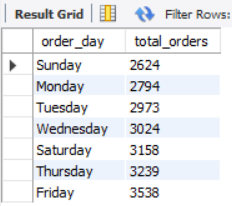 Result Grid Filter Rows:
order_day total_orders
Sunday 2624
Monday 2794
Tuesday 2973
Wednesday 3024
Saturday 3158
Thursday 3239
Friday 3538